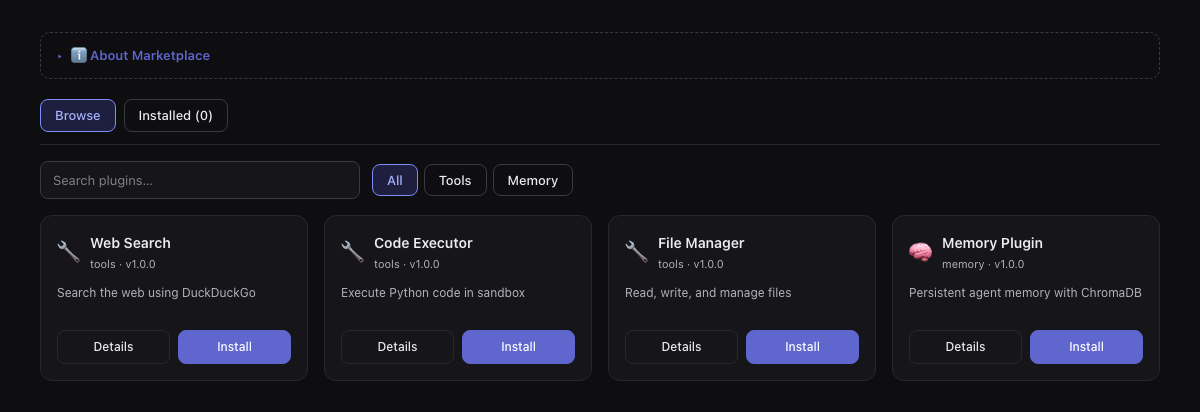 ℹ️ About Marketplace
Browse
Installed (0)
Search plugins...
All
Tools
Memory
Web Search
tools · v1.0.0
Search the web using DuckDuckGo
Details
Install
Code Executor
tools · v1.0.0
Execute Python code in sandbox
Details
Install
File Manager
tools · v1.0.0
Read, write, and manage files
Details
Install
Memory Plugin
memory · v1.0.0
Persistent agent memory with ChromaDB
Details
Install